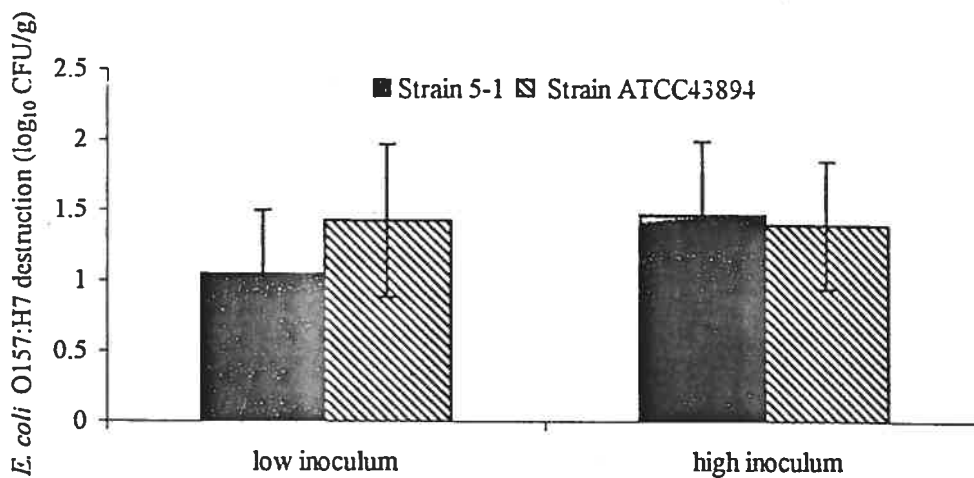 E. coli O157:H7 destruction (log₁₀ CFU/g)
2.5
2
1.5
1
0.5
0
Strain 5-1 Strain ATCC43894
low inoculum high inoculum